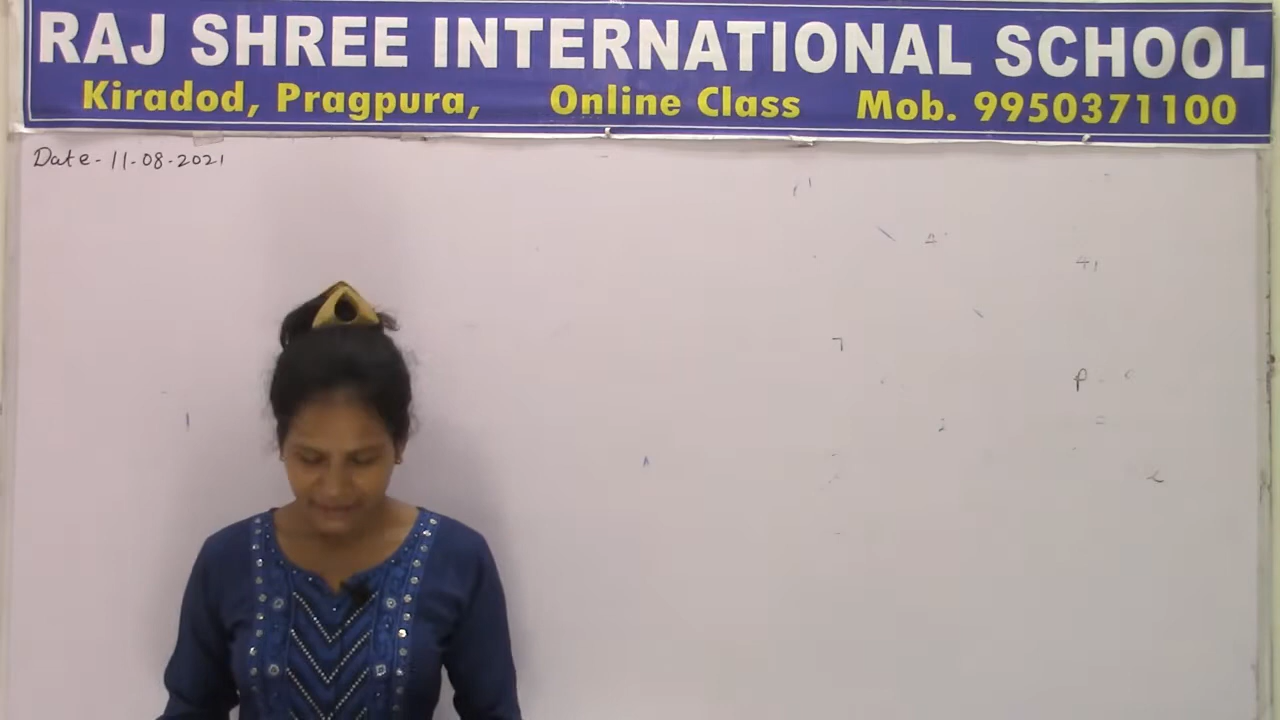 RAJ SHREE INTERNATIONAL SCHOOL
Kiradod, Pragpura, Online Class Mob. 9950371100
Date- 11-08-2021